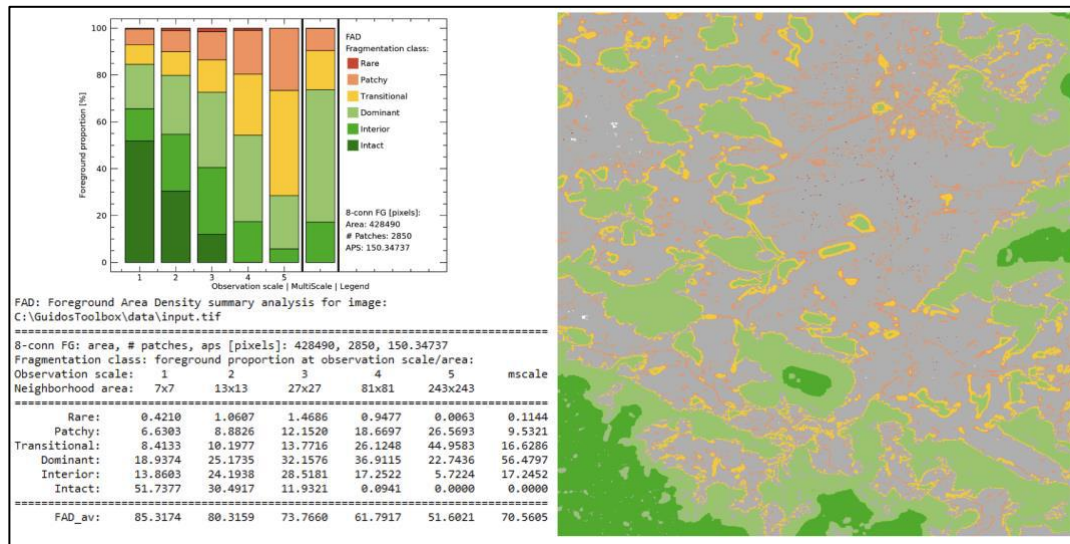 100
80
60
40
20
0
Foreground proportion [%]
1 2 3 4 5
Observation scale | MultiScale | Legend
FAD
Fragmentation class:
Rare
Patchy
Transitional
Dominant
Interior
Intact
8-conn FG [pixels]:
Area: 428490
# Patches: 2850
APS: 150.34737
FAD: Foreground Area Density summary analysis for image:
C:\GuidosToolbox\data\input.tif
8-conn FG: area, # patches, aps [pixels]: 428490, 2850, 150.34737
Fragmentation class: foreground proportion at observation scale/area:
Observation scale: 1 2 3 4 5 mscale
Neighborhood area: 7x7 13x13 27x27 81x81 243x243
Rare: 0.4210 1.0607 1.4686 0.9477 0.0063 0.1144
Patchy: 6.6303 8.8826 12.1520 18.6697 26.5693 9.5321
Transitional: 8.4133 10.1977 13.7716 26.1248 44.9583 16.6286
Dominant: 18.9374 25.1735 32.1576 36.9115 22.7436 56.4797
Interior: 13.8603 24.1938 28.5181 17.2522 5.7224 17.2452
Intact: 51.7377 30.4917 11.9321 0.0941 0.0000 0.0000
FAD_av: 85.3174 80.3159 73.7660 61.7917 51.6021 70.5605